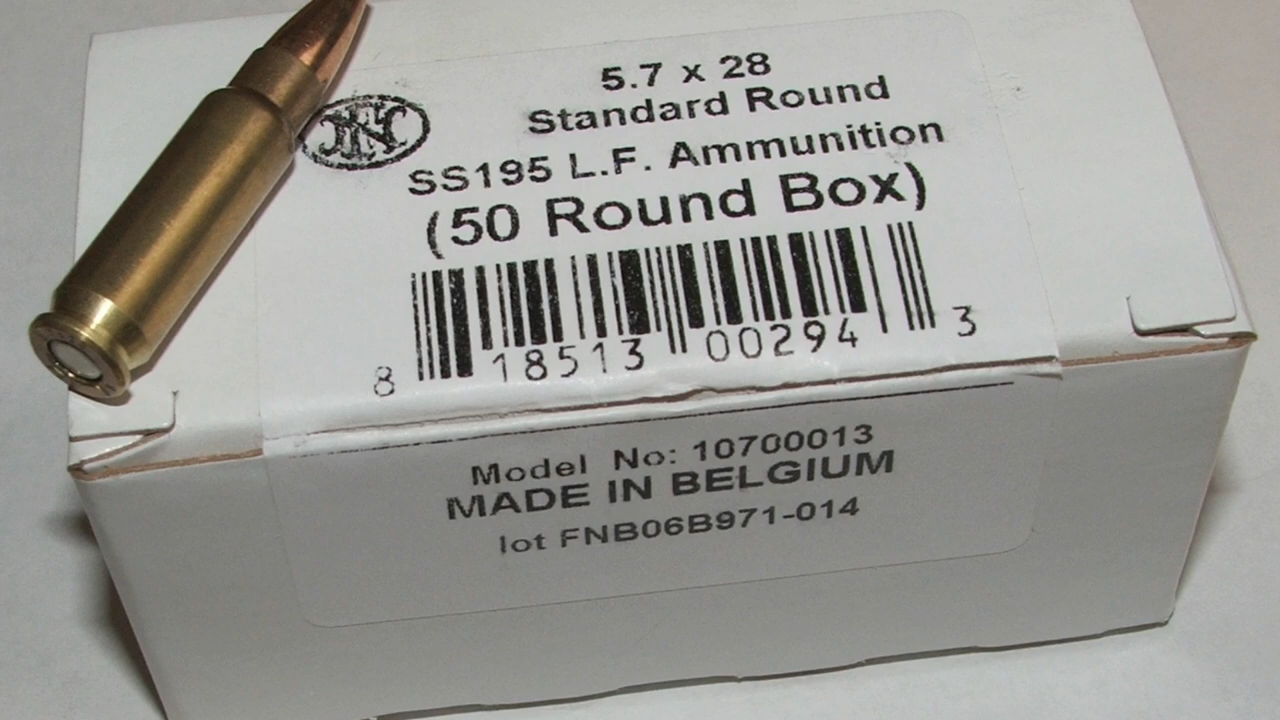 FN
5.7 x 28
Standard Round
SS195 L.F. Ammunition
(50 Round Box)
8 18513 00294 3
Model No: 10700013
MADE IN BELGIUM
lot FNB06B971-014